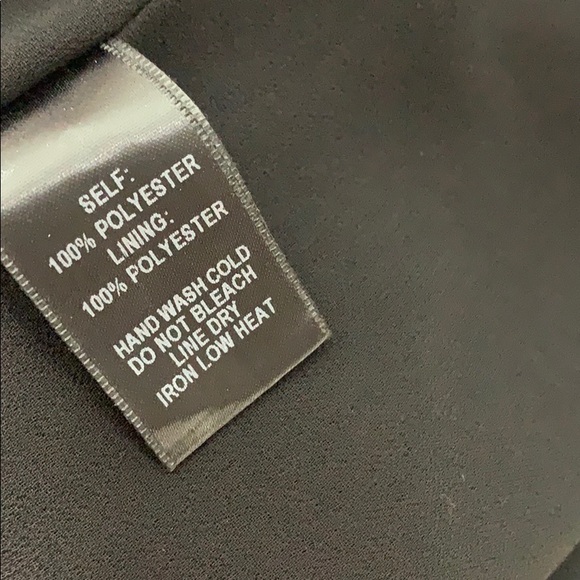 SELF:
100% POLYESTER
LINING:
100% POLYESTER
HAND WASH COLD
DO NOT BLEACH
LINE DRY
IRON LOW HEAT